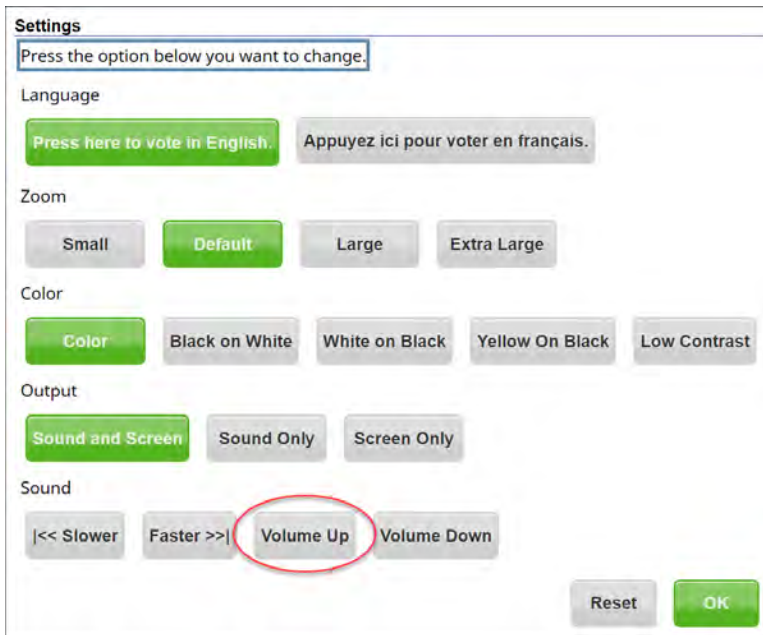 Settings
Press the option below you want to change.
Language
Press here to vote in English. Appuyez ici pour voter en français.
Zoom
Small Default Large Extra Large
Color
Color Black on White White on Black Yellow On Black Low Contrast
Output
Sound and Screen Sound Only Screen Only
Sound
|<< Slower Faster >>| Volume Up Volume Down
Reset OK